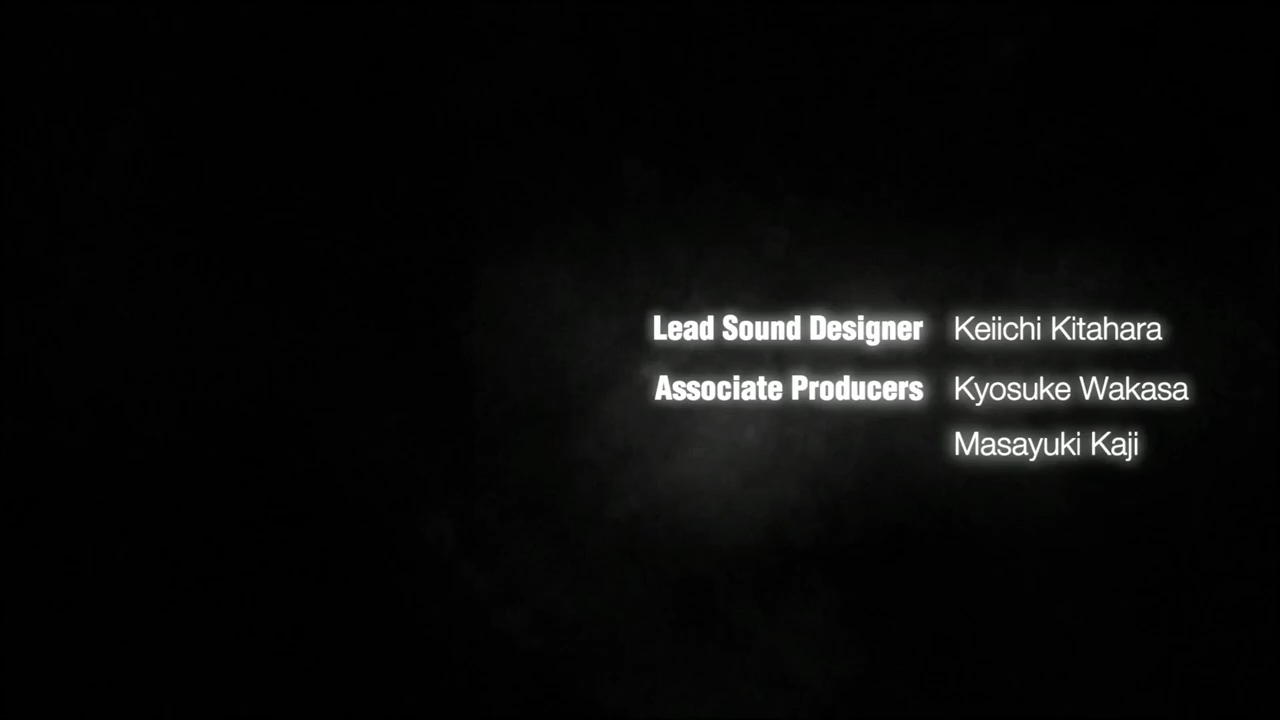 Lead Sound Designer Keiichi Kitahara
Associate Producers Kyosuke Wakasa
Masayuki Kaji